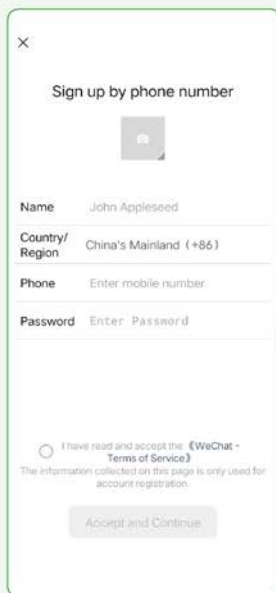 Sign up by phone number
Name John Appleseed
Country/
Region China's Mainland (+86)
Phone Enter mobile number
Password Enter Password
I have read and accept the 《WeChat -
Terms of Service》
The information collected on this page is only used for
account registration
Accept and Continue